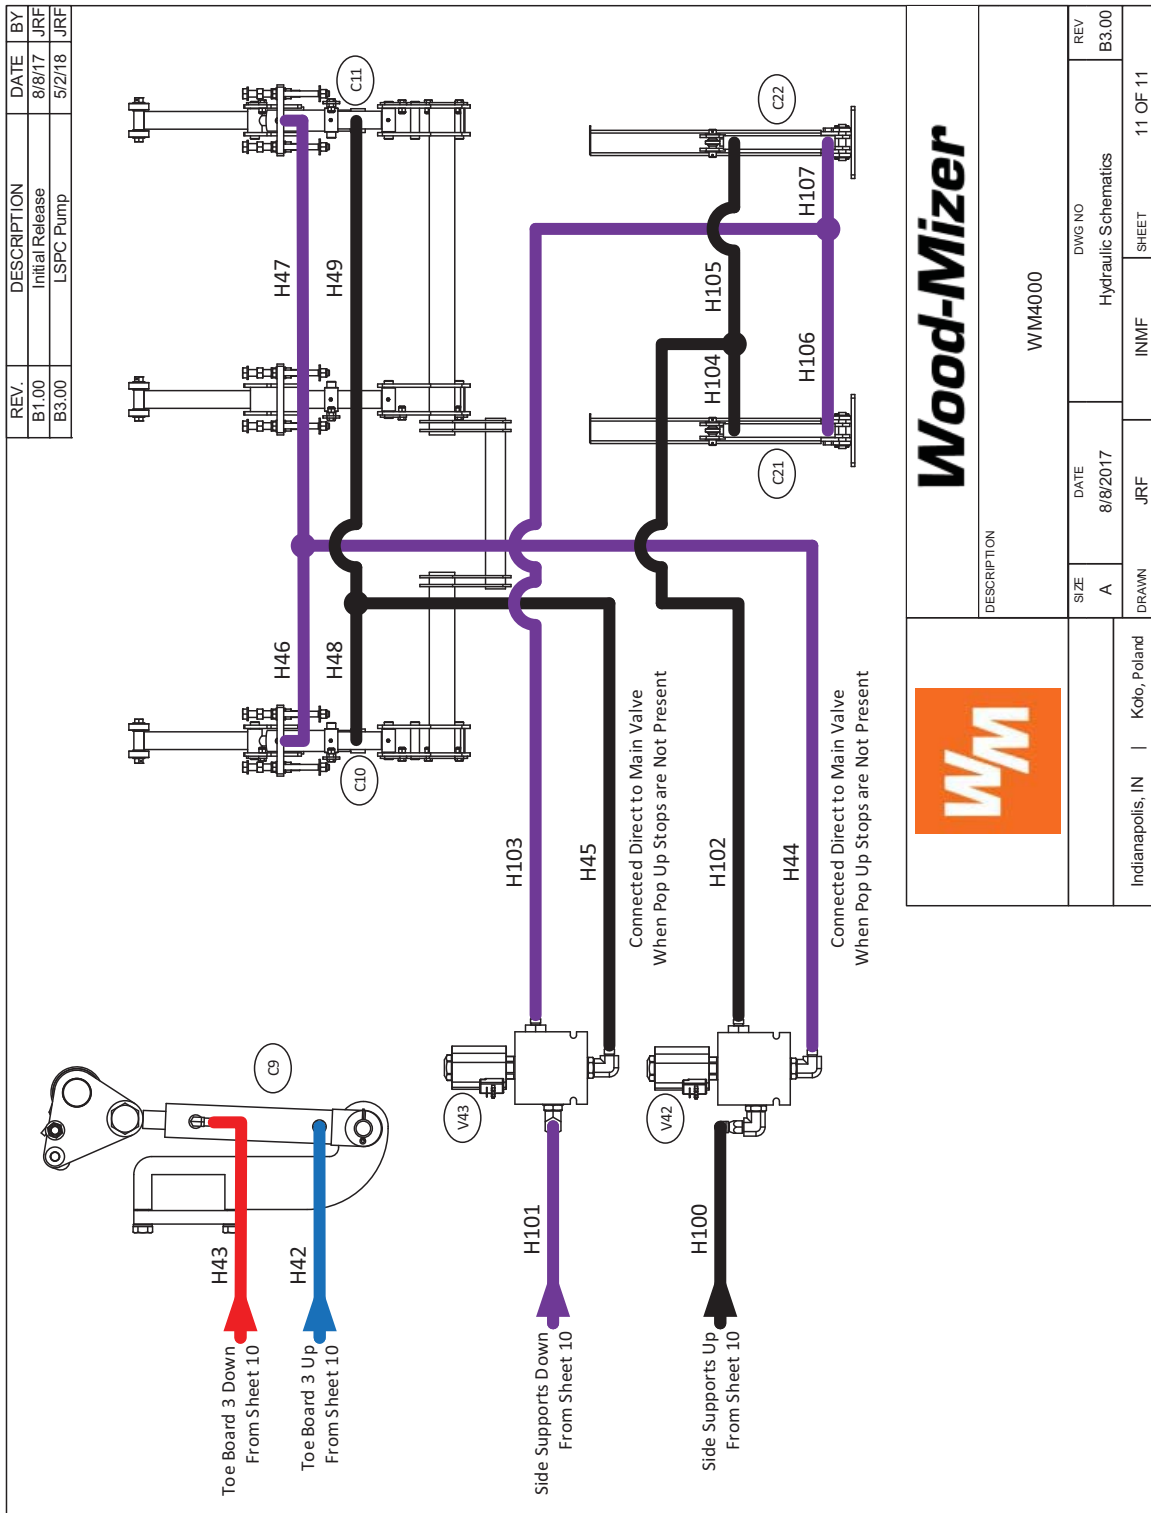 REV.
DESCRIPTION
DATE
BY
B1.00
Initial Release
8/8/17
JRF
B3.00
LSPC Pump
5/2/18
JRF
C9
H43
H42
Toe Board 3 Down
From Sheet 10
Toe Board 3 Up
From Sheet 10
C10
C11
H46
H47
H48
H49
V43
H101
Side Supports Down
From Sheet 10
H103
H45
Connected Direct to Main Valve
When Pop Up Stops are Not Present
V42
H100
Side Supports Up
From Sheet 10
H102
H44
Connected Direct to Main Valve
When Pop Up Stops are Not Present
C21
C22
H104
H105
H106
H107
WM
Wood-Mizer
DESCRIPTION
WM4000
SIZE
A
DATE
8/8/2017
DWG NO
Hydraulic Schematics
REV
B3.00
Indianapolis, IN | Koło, Poland
DRAWN
JRF
INMF
SHEET
11 OF 11